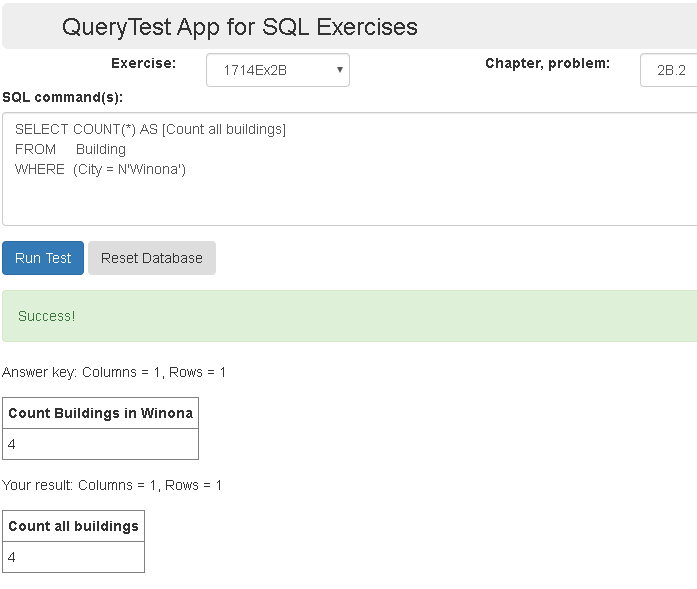 QueryTest App for SQL Exercises
Exercise: 1714Ex2B Chapter, problem: 2B.2
SQL command(s):
SELECT COUNT(*) AS [Count all buildings]
FROM Building
WHERE (City = N'Winona')
Run Test Reset Database
Success!
Answer key: Columns = 1, Rows = 1
Count Buildings in Winona
4
Your result: Columns = 1, Rows = 1
Count all buildings
4